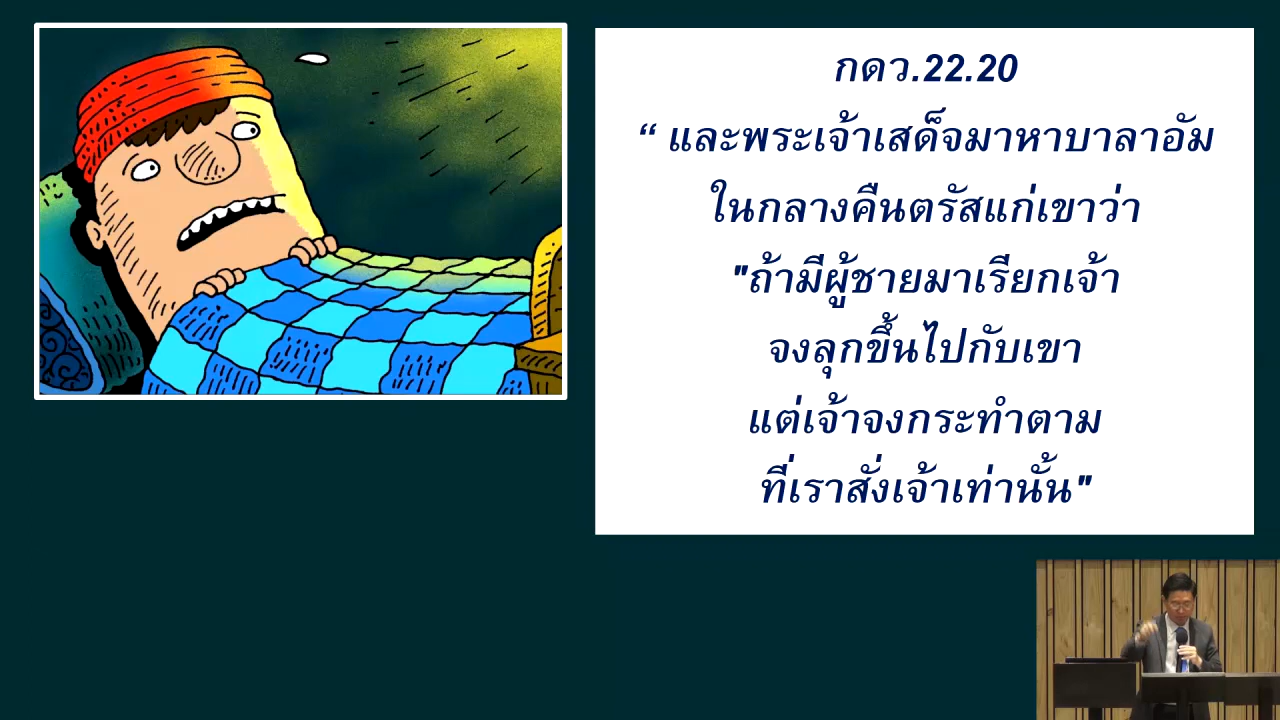 กดว.22.20
“ และพระเจ้าเสด็จมาหาบาลาอัม
ในกลางคืนตรัสแก่เขาว่า
"ถ้ามีผู้ชายมาเรียกเจ้า
จงลุกขึ้นไปกับเขา
แต่เจ้าจงกระทำตาม
ที่เราสั่งเจ้าเท่านั้น"